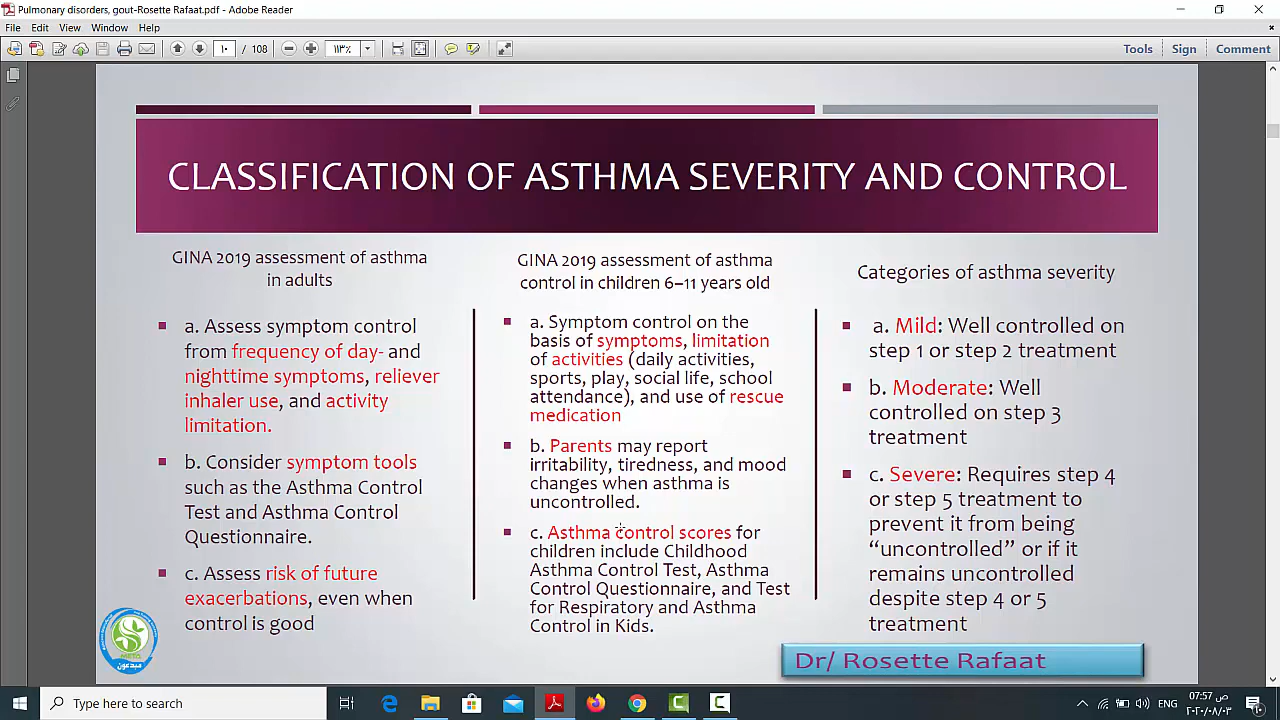 Pulmonary disorders, gout-Rosette Rafaat.pdf - Adobe Reader
File Edit View Window Help
١٠ / 108
١١٣٪
Tools Sign Comment
CLASSIFICATION OF ASTHMA SEVERITY AND CONTROL
GINA 2019 assessment of asthma
in adults
a. Assess symptom control
from frequency of day- and
nighttime symptoms, reliever
inhaler use, and activity
limitation.
b. Consider symptom tools
such as the Asthma Control
Test and Asthma Control
Questionnaire.
c. Assess risk of future
exacerbations, even when
control is good
GINA 2019 assessment of asthma
control in children 6–11 years old
a. Symptom control on the
basis of symptoms, limitation
of activities (daily activities,
sports, play, social life, school
attendance), and use of rescue
medication
b. Parents may report
irritability, tiredness, and mood
changes when asthma is
uncontrolled.
c. Asthma control scores for
children include Childhood
Asthma Control Test, Asthma
Control Questionnaire, and Test
for Respiratory and Asthma
Control in Kids.
Categories of asthma severity
a. Mild: Well controlled on
step 1 or step 2 treatment
b. Moderate: Well
controlled on step 3
treatment
c. Severe: Requires step 4
or step 5 treatment to
prevent it from being
“uncontrolled” or if it
remains uncontrolled
despite step 4 or 5
treatment
مبدعون
Dr/ Rosette Rafaat
Type here to search
07:57 ص
٢٠٢٠/٠٨/٠٣